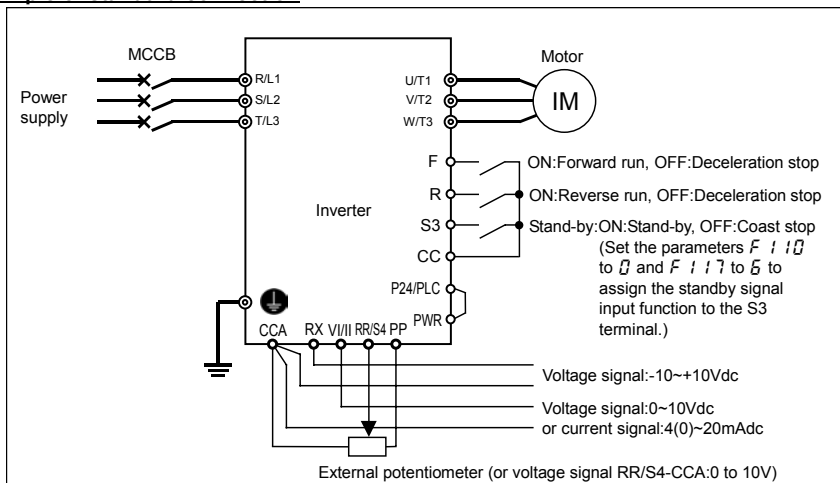 MCCB
Motor
Power
supply
R/L1
S/L2
T/L3
U/T1
V/T2
W/T3
IM
Inverter
F
ON:Forward run, OFF:Deceleration stop
R
ON:Reverse run, OFF:Deceleration stop
S3
Stand-by:ON:Stand-by, OFF:Coast stop
(Set the parameters F 110
to 0 and F 117 to 6 to
assign the standby signal
input function to the S3
terminal.)
CC
P24/PLC
PWR
CCA RX VI/II RR/S4 PP
Voltage signal:-10~+10Vdc
Voltage signal:0~10Vdc
or current signal:4(0)~20mAdc
External potentiometer (or voltage signal RR/S4-CCA:0 to 10V)